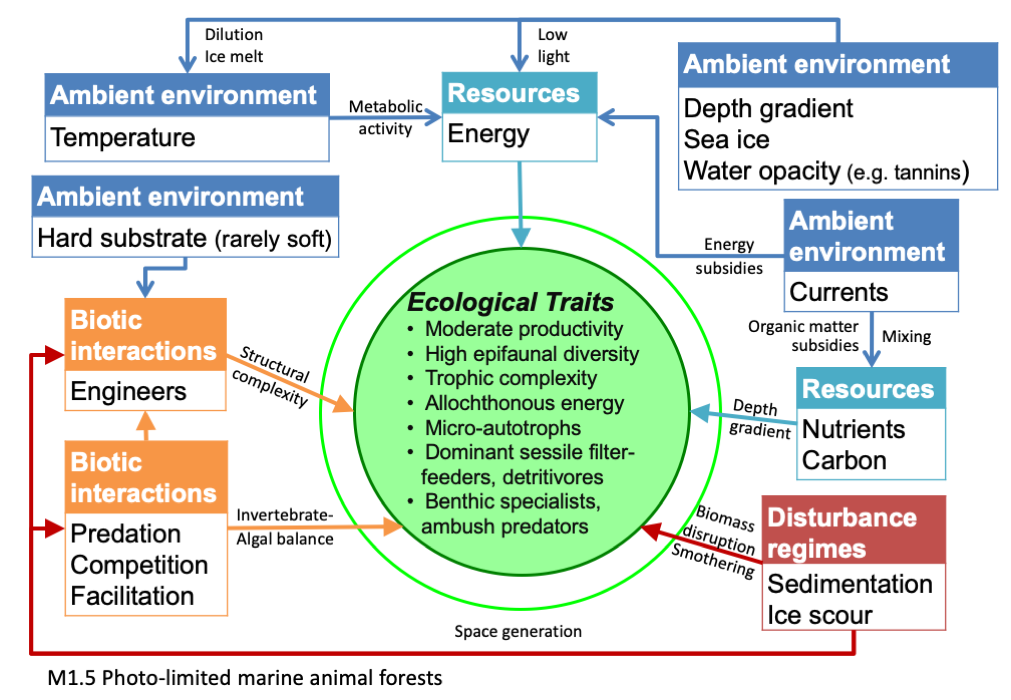 Dilution
Ice melt
Low
light
Ambient environment
Temperature
Metabolic
activity
Resources
Energy
Ambient environment
Depth gradient
Sea ice
Water opacity (e.g. tannins)
Ambient environment
Hard substrate (rarely soft)
Ambient
environment
Currents
Energy
subsidies
Organic matter
subsidies
Mixing
Biotic
interactions
Engineers
Structural
complexity
Ecological Traits
• Moderate productivity
• High epifaunal diversity
• Trophic complexity
• Allochthonous energy
• Micro-autotrophs
• Dominant sessile filter-
feeders, detritivores
• Benthic specialists,
ambush predators
Resources
Nutrients
Carbon
Depth
gradient
Biotic
interactions
Predation
Competition
Facilitation
Invertebrate-
Algal balance
Biomass
disruption
Smothering
Disturbance
regimes
Sedimentation
Ice scour
Space generation
M1.5 Photo-limited marine animal forests